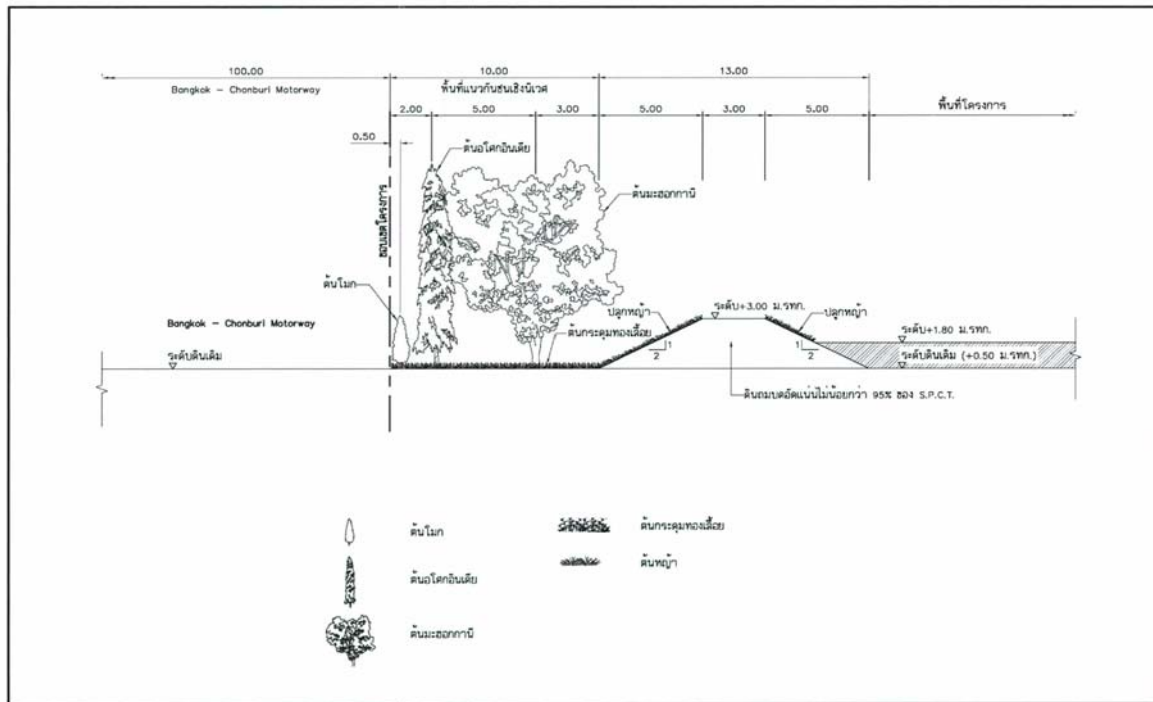 100.00
10.00
13.00
Bangkok – Chonburi Motorway
พื้นที่แนวกันชนเชิงนิเวศ
พื้นที่โครงการ
2.00
5.00
3.00
5.00
3.00
5.00
0.50
ต้นอโศกอินเดีย
ต้นมะฮอกกานี
ขอบเขตโครงการ
ต้นโมก
ปลูกหญ้า
ระดับ+3.00 ม.รทก.
ปลูกหญ้า
Bangkok – Chonburi Motorway
ต้นกระดุมทองเลื้อย
ระดับ+1.80 ม.รทก.
1
2
1
2
ระดับดินเดิม
ระดับดินเดิม (+0.50 ม.รทก.)
ดินถมบดอัดแน่นไม่น้อยกว่า 95% ของ S.P.C.T.
ต้นโมก
ต้นกระดุมทองเลื้อย
ต้นอโศกอินเดีย
ต้นหญ้า
ต้นมะฮอกกานี